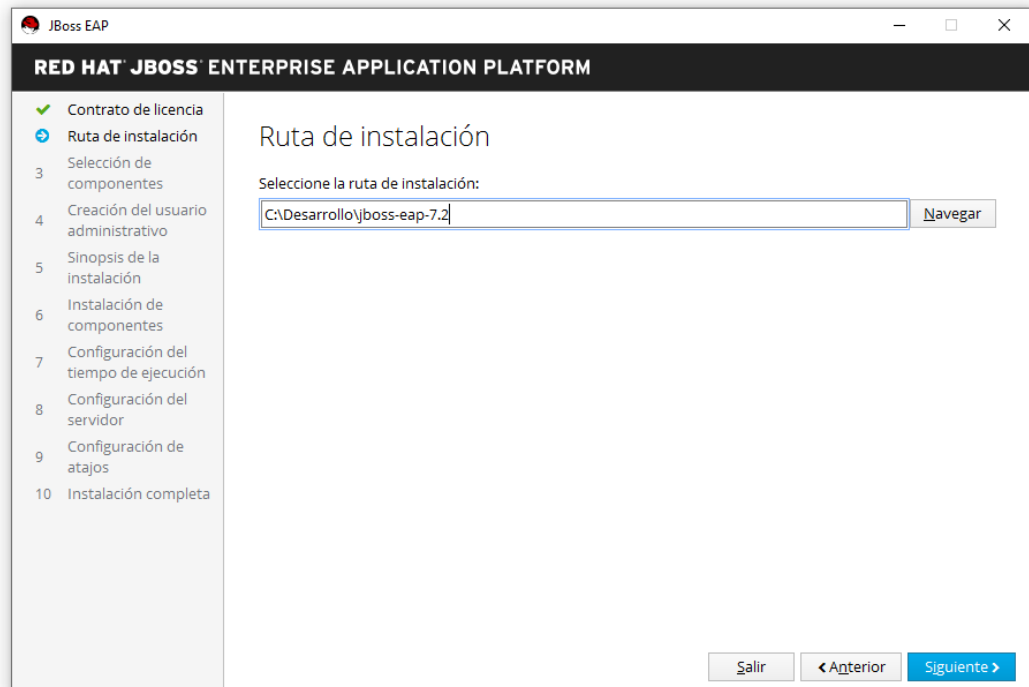 JBoss EAP
RED HAT JBOSS ENTERPRISE APPLICATION PLATFORM
Contrato de licencia
Ruta de instalación
3 Selección de
componentes
4 Creación del usuario
administrativo
5 Sinopsis de la
instalación
6 Instalación de
componentes
7 Configuración del
tiempo de ejecución
8 Configuración del
servidor
9 Configuración de
atajos
10 Instalación completa
Ruta de instalación
Seleccione la ruta de instalación:
C:\Desarrollo\jboss-eap-7.2
Navegar
Salir
Anterior
Siguiente